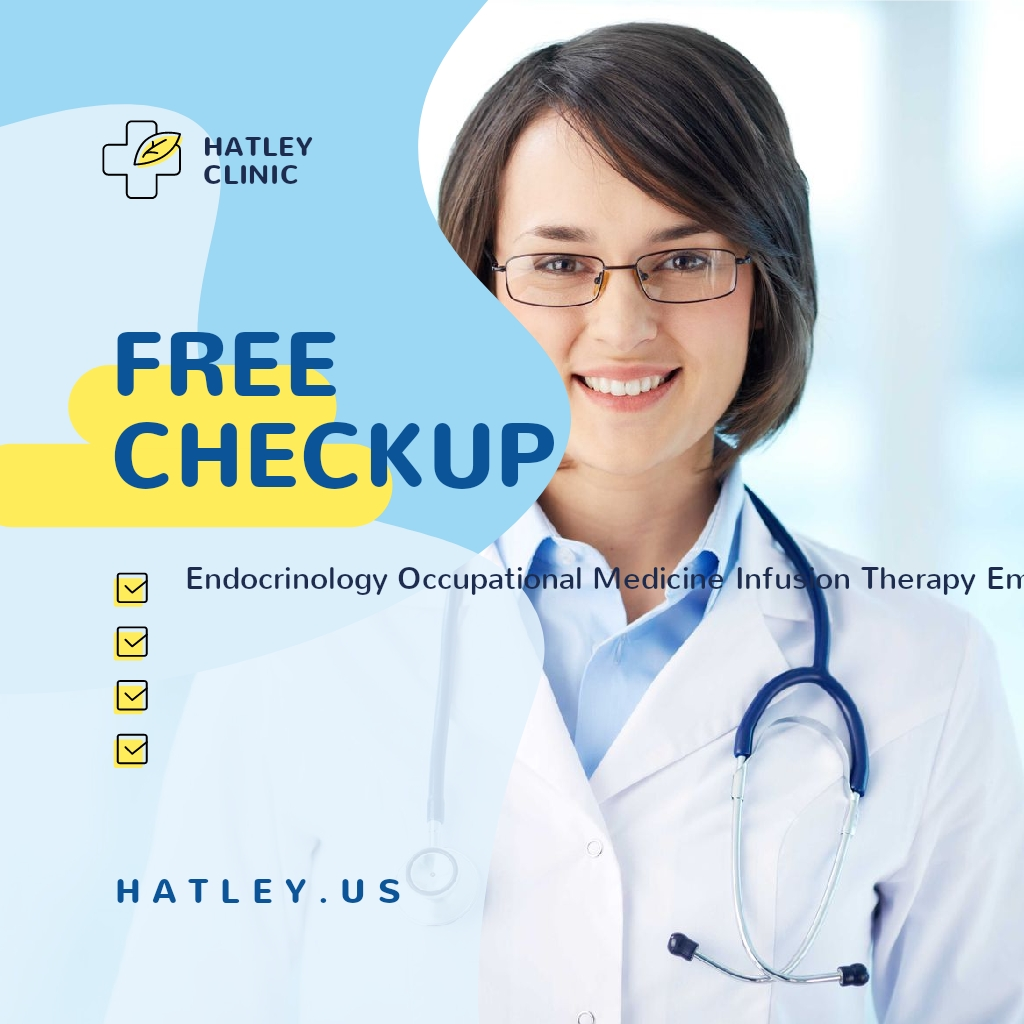 HATLEY
CLINIC
FREE
CHECKUP
Endocrinology Occupational Medicine Infusion Therapy
HATLEY.US